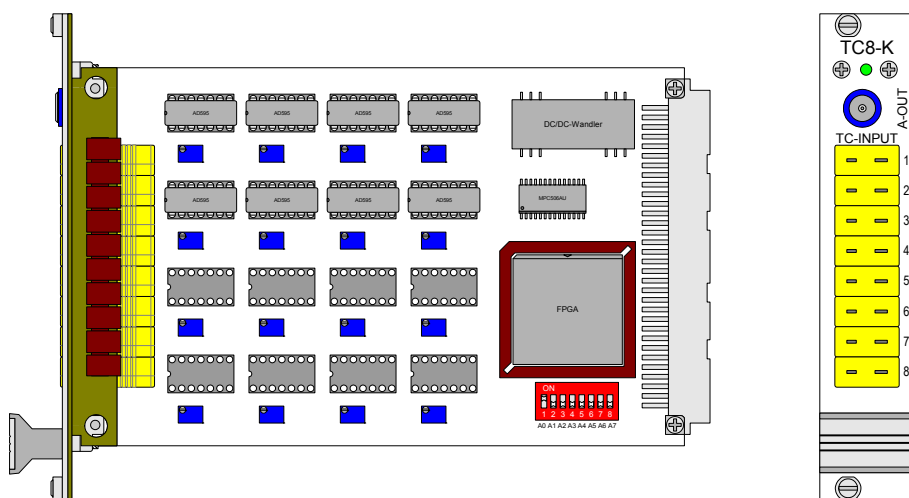 AD595 AD595 AD595 AD595
DC/DC-Wandler
AD595 AD595 AD595 AD595
MPC506AU
FPGA
ON
1 2 3 4 5 6 7 8
A0 A1 A2 A3 A4 A5 A6 A7
TC8-K
A-OUT
TC-INPUT
1
2
3
4
5
6
7
8